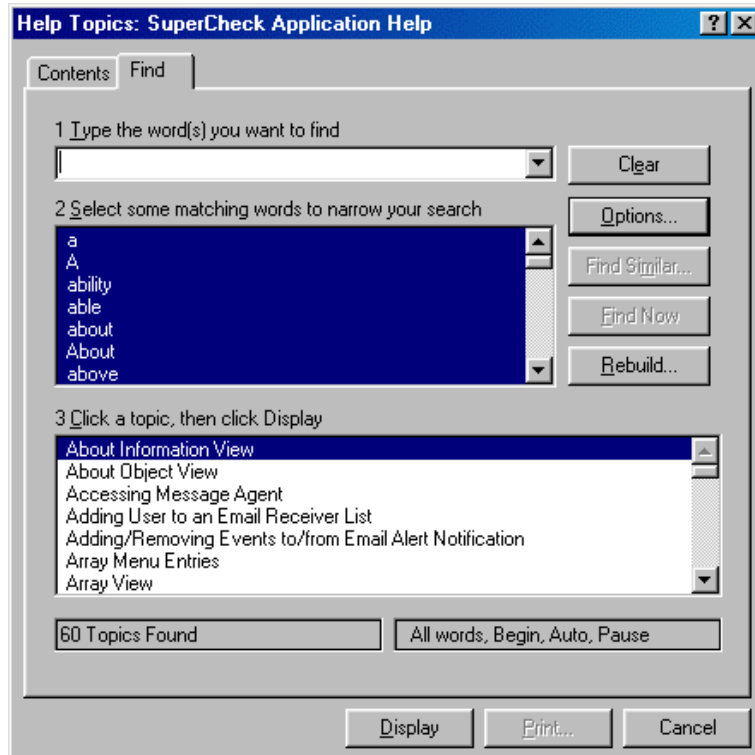 Help Topics: SuperCheck Application Help
Contents
Find
1 Type the word(s) you want to find
Clear
2 Select some matching words to narrow your search
Options...
a
A
ability
able
about
About
above
Find Similar...
Find Now
Rebuild...
3 Click a topic, then click Display
About Information View
About Object View
Accessing Message Agent
Adding User to an Email Receiver List
Adding/Removing Events to/from Email Alert Notification
Array Menu Entries
Array View
60 Topics Found
All words, Begin, Auto, Pause
Display
Print...
Cancel